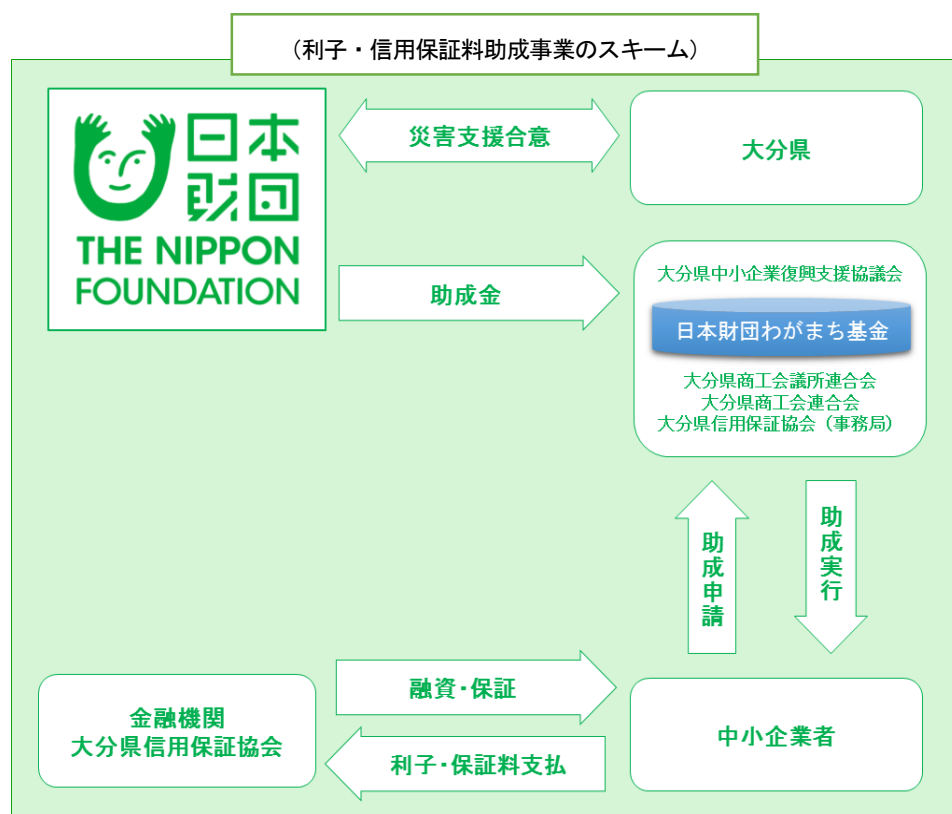 （利子・信用保証料助成事業のスキーム）
日本
財団
THE NIPPON
FOUNDATION
災害支援合意
大分県
助成金
大分県中小企業復興支援協議会
日本財団わがまち基金
大分県商工会議所連合会
大分県商工会連合会
大分県信用保証協会（事務局）
助成申請
助成実行
金融機関
大分県信用保証協会
融資・保証
利子・保証料支払
中小企業者